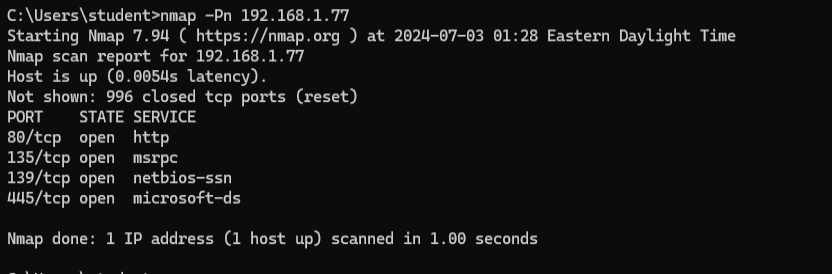 C:\Users\student>nmap -Pn 192.168.1.77
Starting Nmap 7.94 ( https://nmap.org ) at 2024-07-03 01:28 Eastern Daylight Time
Nmap scan report for 192.168.1.77
Host is up (0.0054s latency).
Not shown: 996 closed tcp ports (reset)
PORT    STATE SERVICE
80/tcp  open  http
135/tcp open  msrpc
139/tcp open  netbios-ssn
445/tcp open  microsoft-ds
Nmap done: 1 IP address (1 host up) scanned in 1.00 seconds